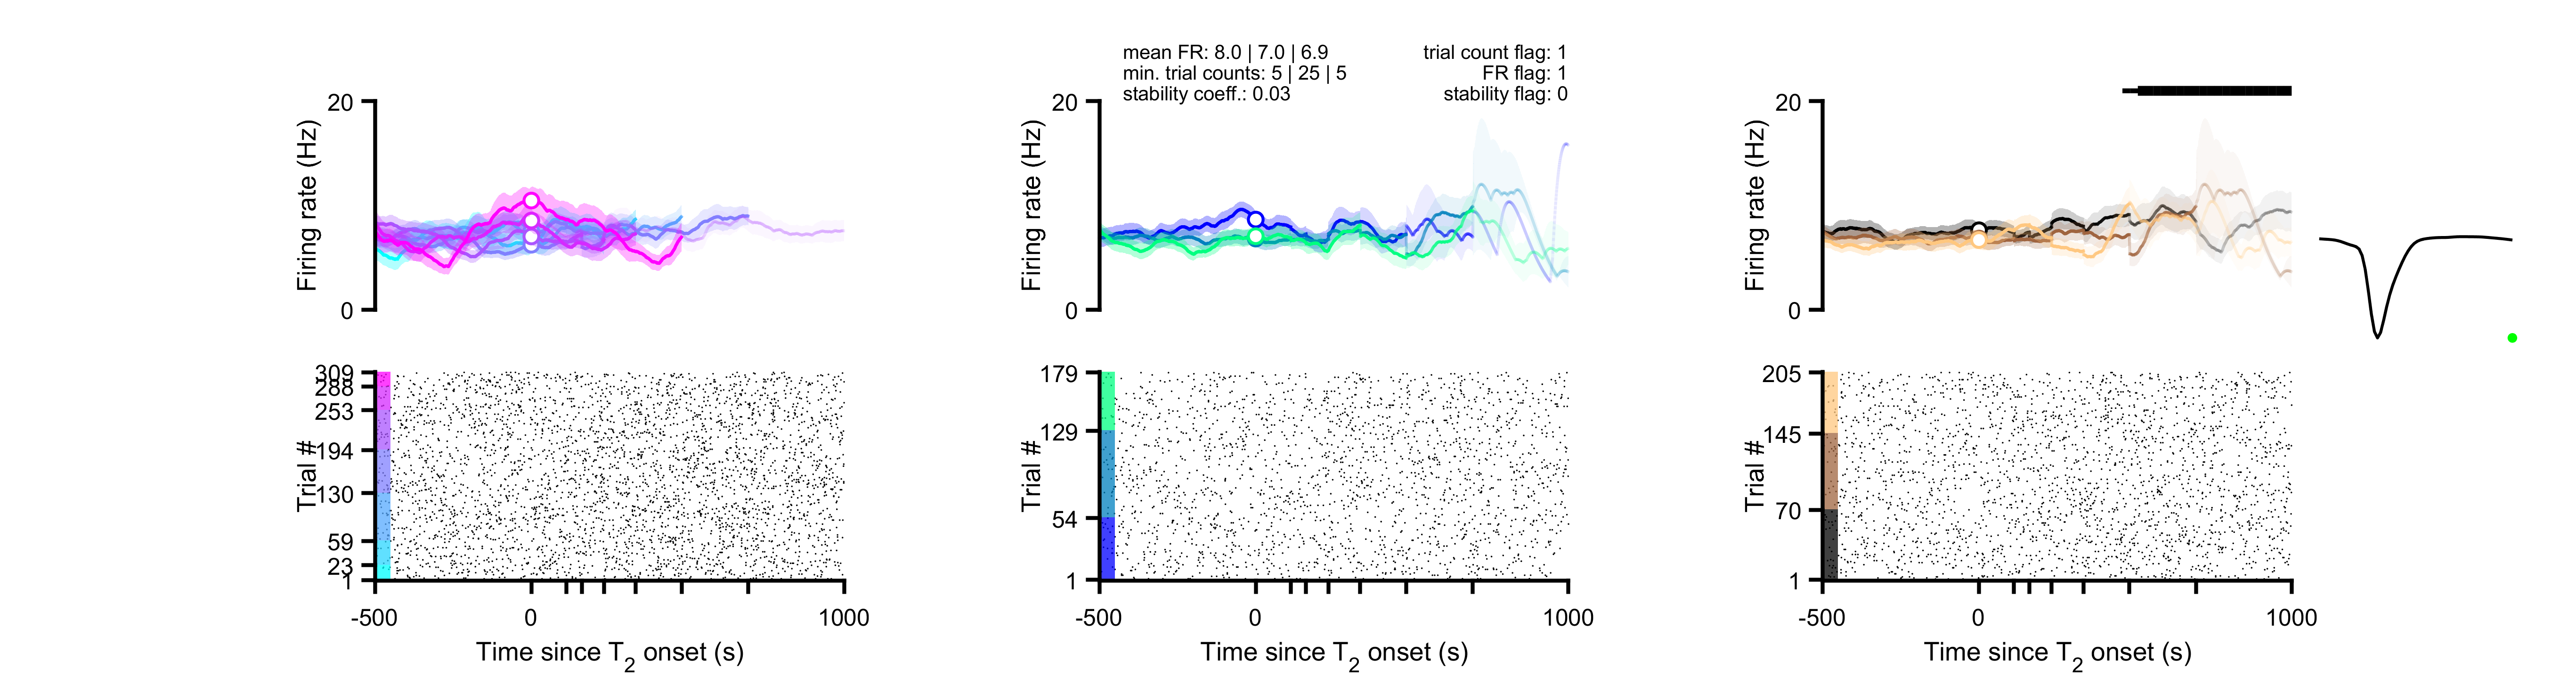 mean FR: 8.0 | 7.0 | 6.9
min. trial counts: 5 | 25 | 5
stability coeff.: 0.03
trial count flag: 1
FR flag: 1
stability flag: 0
20
0
Firing rate (Hz)
20
0
Firing rate (Hz)
20
0
Firing rate (Hz)
309
288
253
194
130
59
23
1
Trial #
-500
0
1000
Time since T2 onset (s)
179
129
54
1
Trial #
-500
0
1000
Time since T2 onset (s)
205
145
70
1
Trial #
-500
0
1000
Time since T2 onset (s)